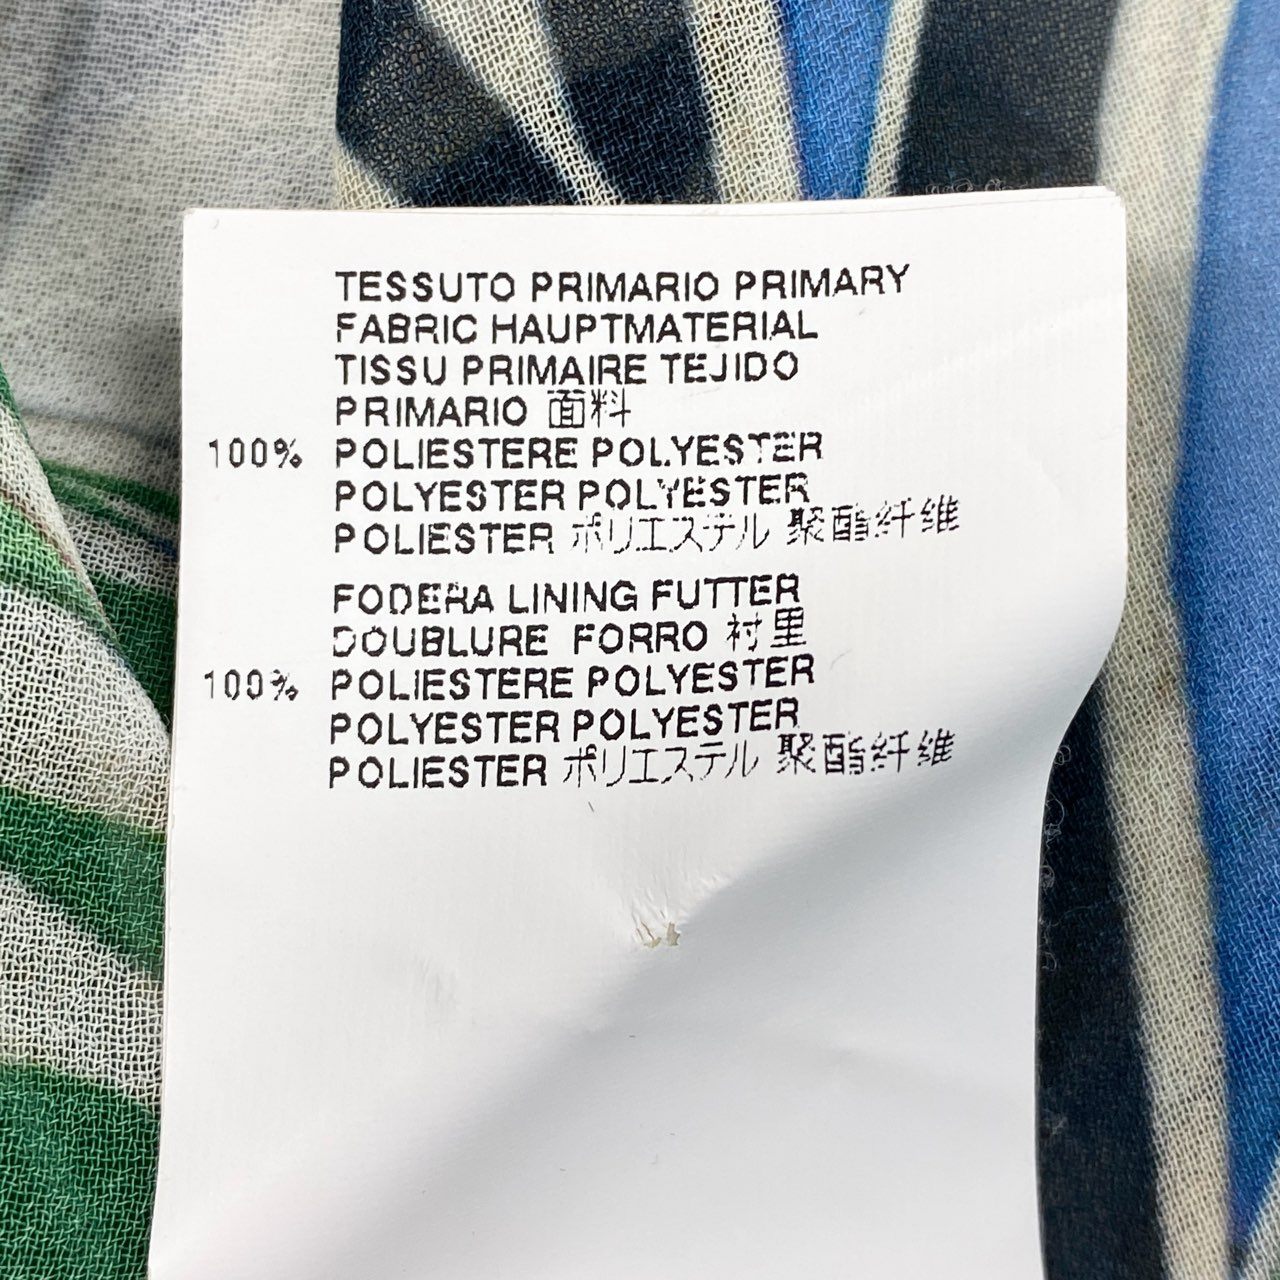 TESSUTO PRIMARIO PRIMARY
FABRIC HAUPTMATERIAL
TISSU PRIMAIRE TEJIDO
PRIMARIO 面料
100% POLIESTERE POLYESTER
POLYESTER POLYESTER
POLIESTER ポリエステル 聚酯纤维
FODERA LINING FUTTER
DOUBLURE FORRO 衬里
100% POLIESTERE POLYESTER
POLYESTER POLYESTER
POLIESTER ポリエステル 聚酯纤维